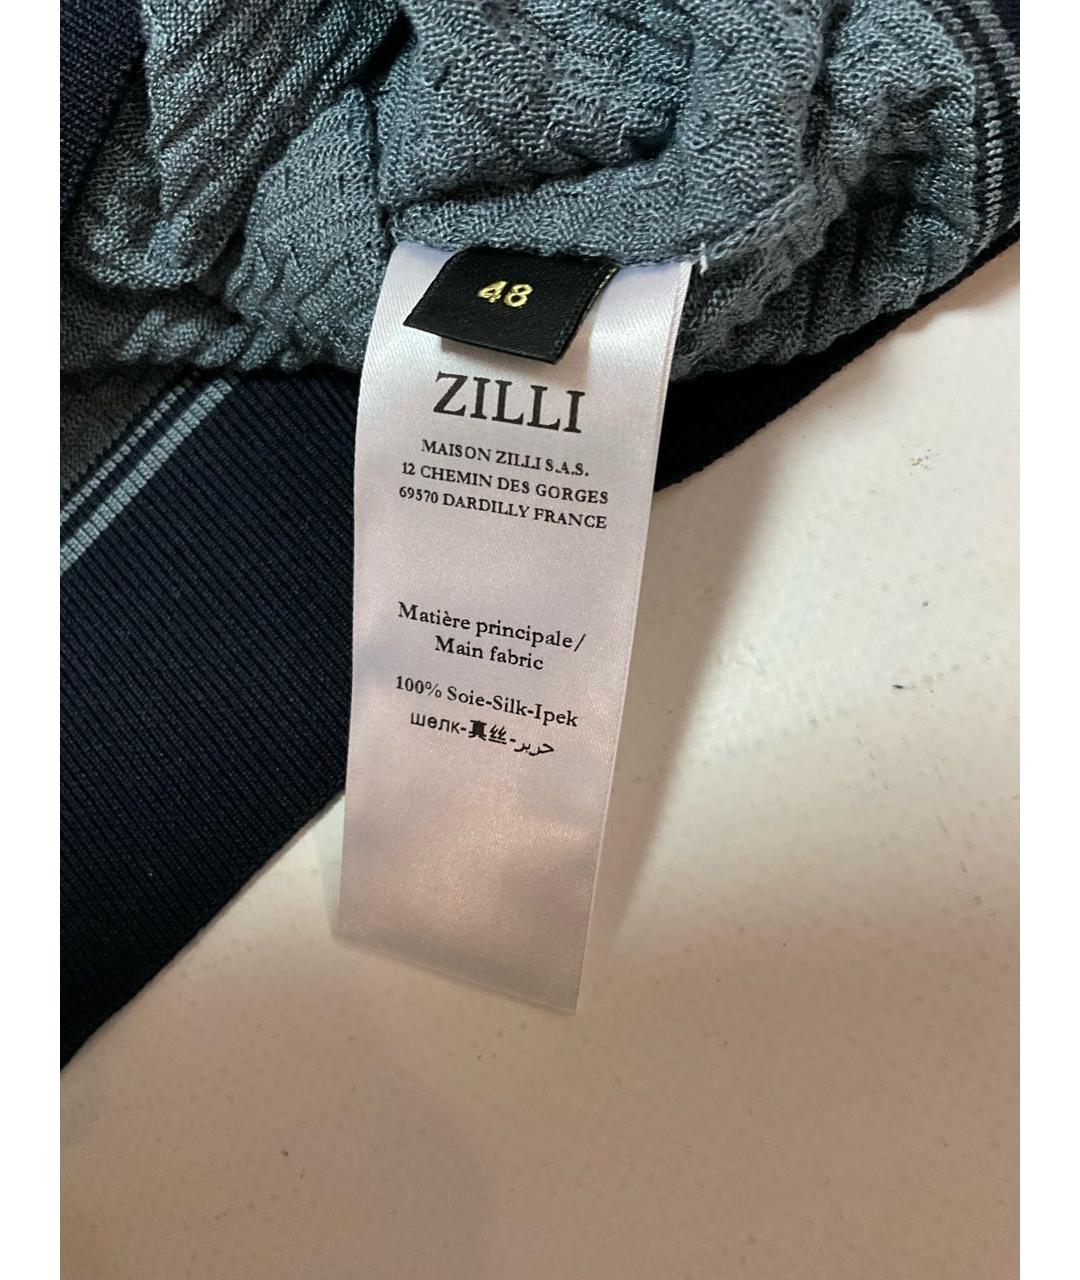 48
ZILLI
MAISON ZILLI S.A.S.
12 CHEMIN DES GORGES
69570 DARDILLY FRANCE
Matière principale/
Main fabric
100% Soie-Silk-Ipek
шөлк-真丝-حرير